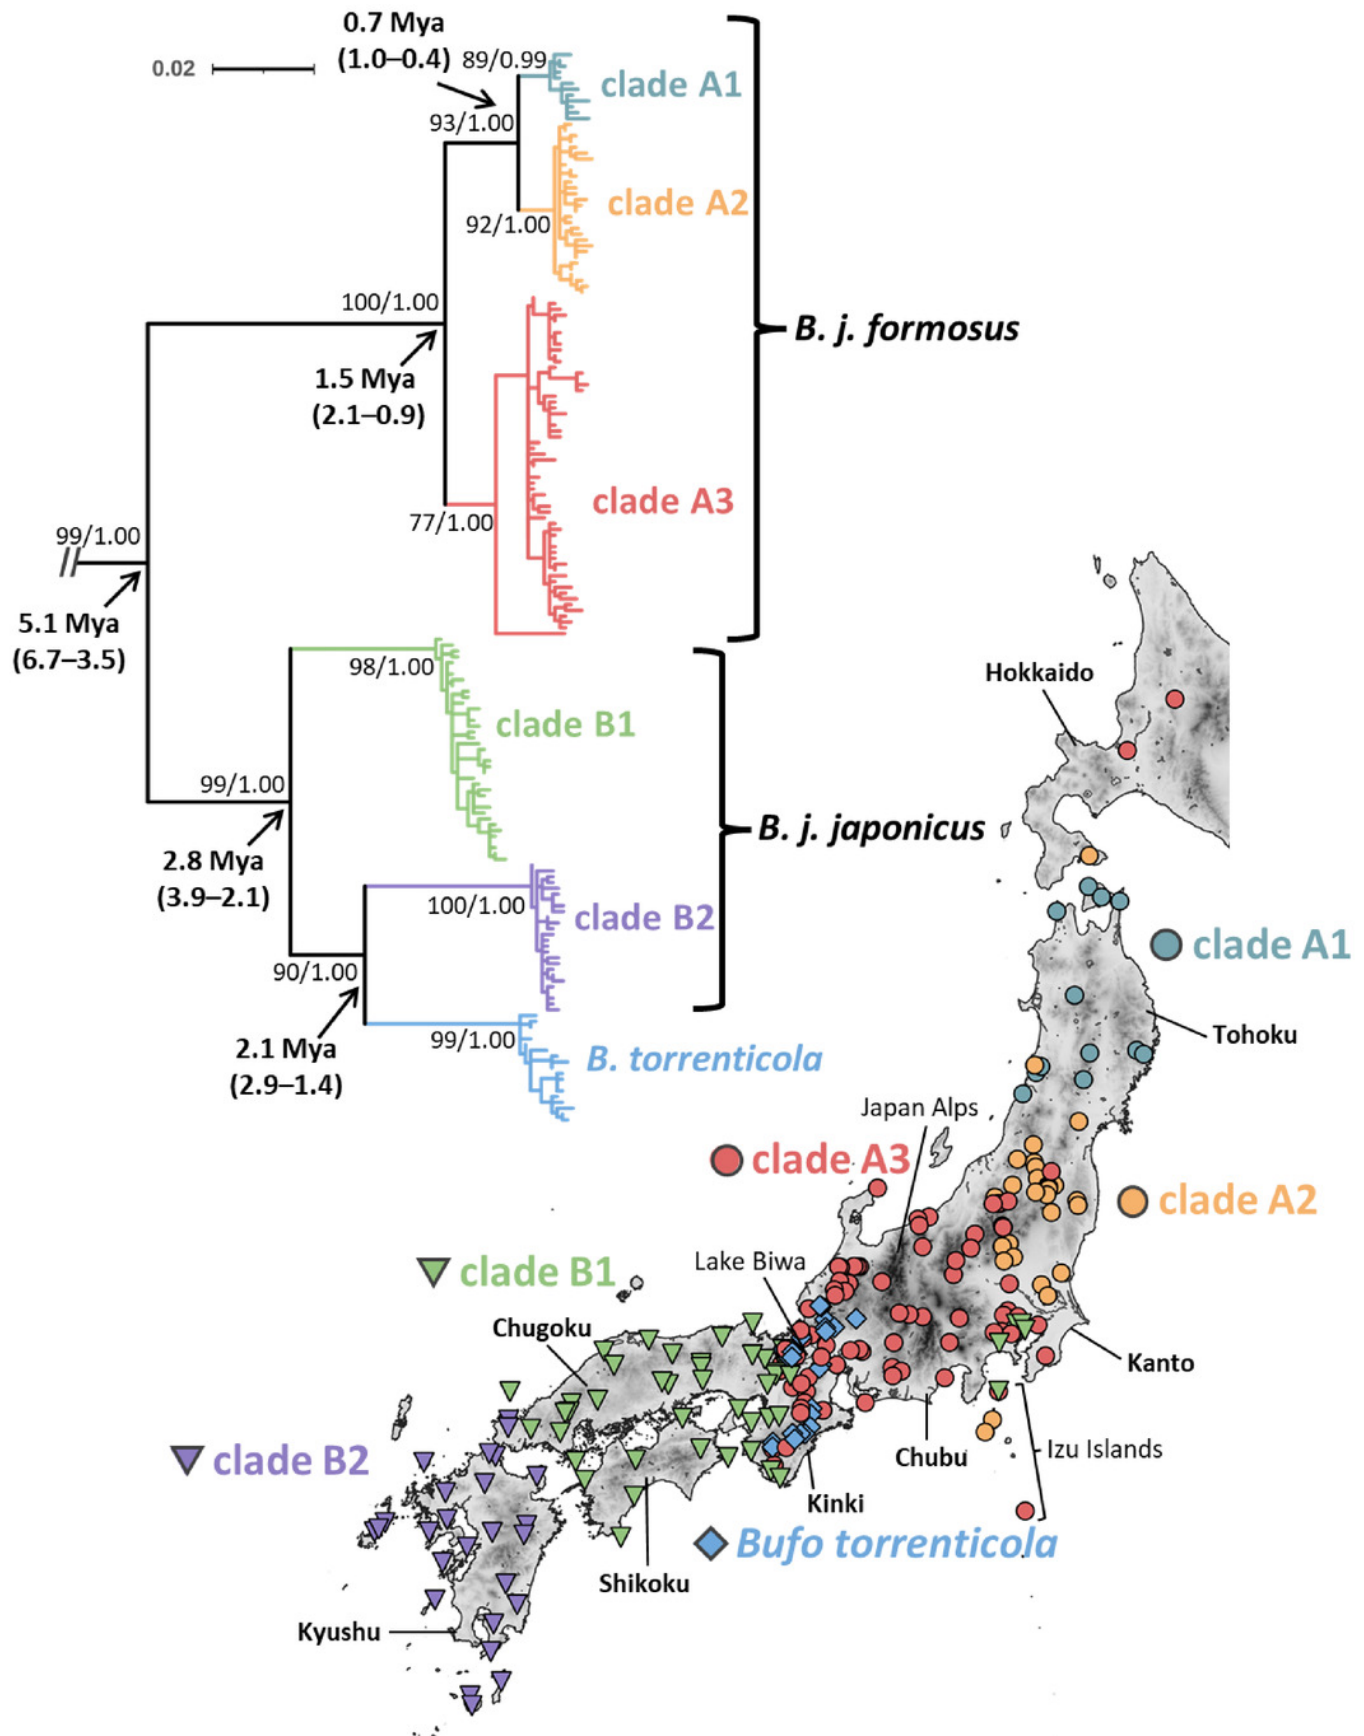 0.7 Mya
(1.0–0.4)
0.02
89/0.99
clade A1
93/1.00
clade A2
92/1.00
100/1.00
B. j. formosus
1.5 Mya
(2.1–0.9)
clade A3
77/1.00
99/1.00
5.1 Mya
(6.7–3.5)
98/1.00
clade B1
99/1.00
B. j. japonicus
2.8 Mya
(3.9–2.1)
100/1.00
clade B2
90/1.00
99/1.00
B. torrenticola
2.1 Mya
(2.9–1.4)
Hokkaido
clade A1
Tohoku
Japan Alps
clade A3
clade A2
Lake Biwa
clade B1
Chugoku
Kanto
Izu Islands
Chubu
clade B2
Kinki
Bufo torrenticola
Shikoku
Kyushu